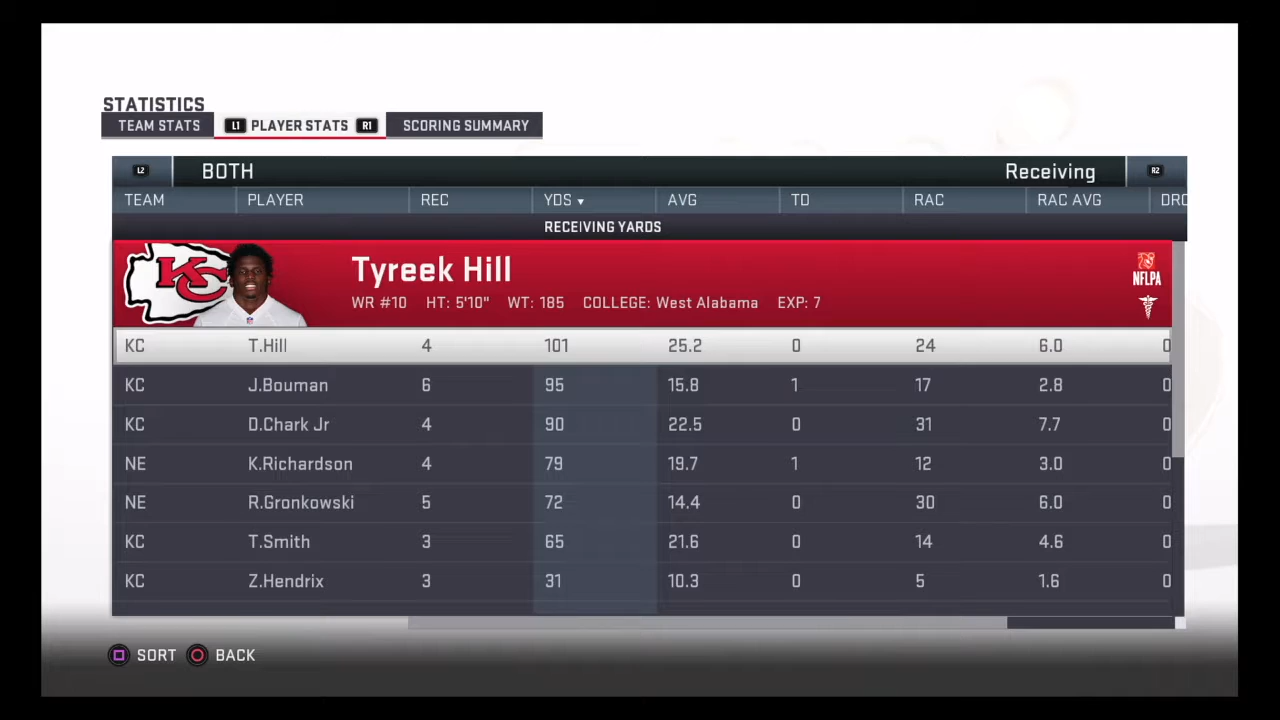 STATISTICS
TEAM STATS L1 PLAYER STATS R1 SCORING SUMMARY
L2 BOTH Receiving R2
TEAM PLAYER REC YDS ▼ AVG TD RAC RAC AVG DRO
RECEIVING YARDS
KC Tyreek Hill
NFLPA
WR #10 HT: 5'10" WT: 185 COLLEGE: West Alabama EXP: 7
KC T.Hill 4 101 25.2 0 24 6.0 0
KC J.Bouman 6 95 15.8 1 17 2.8 0
KC D.Chark Jr 4 90 22.5 0 31 7.7 0
NE K.Richardson 4 79 19.7 1 12 3.0 0
NE R.Gronkowski 5 72 14.4 0 30 6.0 0
KC T.Smith 3 65 21.6 0 14 4.6 0
KC Z.Hendrix 3 31 10.3 0 5 1.6 0
SORT BACK